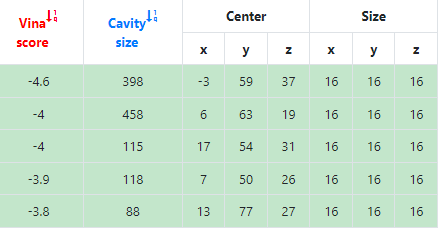 Vina score Cavity size Center Size
x y z x y z
-4.6 398 -3 59 37 16 16 16
-4 458 6 63 19 16 16 16
-4 115 17 54 31 16 16 16
-3.9 118 7 50 26 16 16 16
-3.8 88 13 77 27 16 16 16